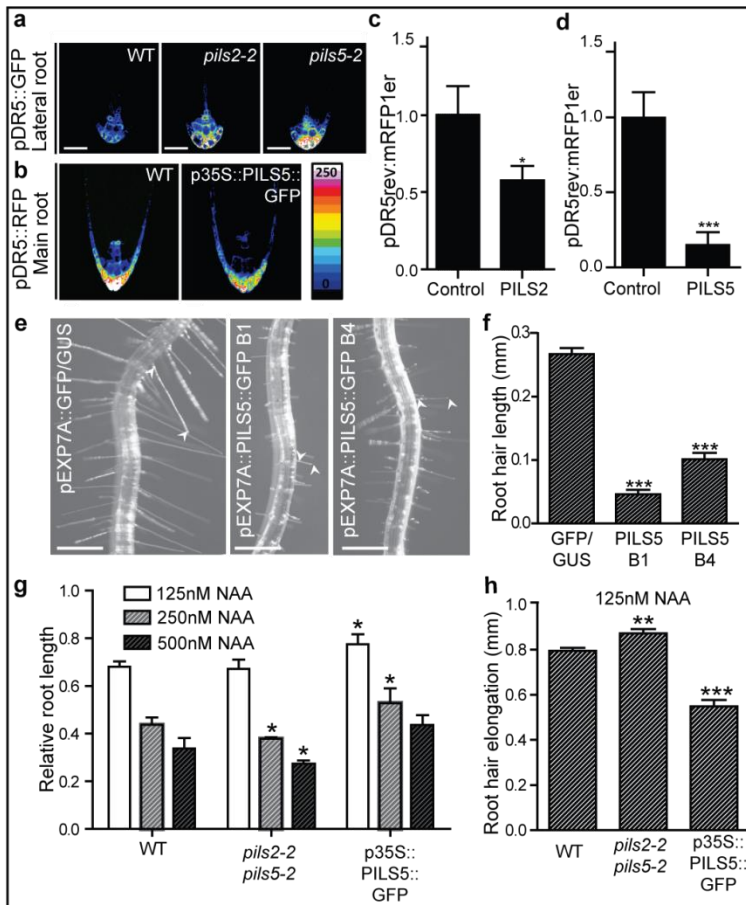 a
pDR5::GFP
Lateral root
WT
pils2-2
pils5-2
b
pDR5::RFP
Main root
WT
p35S::PILS5::
GFP
250
0
c
pDR5rev:mRFP1er
1.5
1.0
0.5
0.0
*
Control
PILS2
d
pDR5rev:mRFP1er
1.5
1.0
0.5
0.0
***
Control
PILS5
e
pEXP7A::GFP/GUS
pEXP7A::PILS5::GFP B1
pEXP7A::PILS5::GFP B4
f
Root hair length (mm)
0.3
0.2
0.1
0.0
***
***
GFP/
GUS
PILS5
B1
PILS5
B4
g
Relative root length
1.0
0.8
0.6
0.4
0.2
0.0
125nM NAA
250nM NAA
500nM NAA
*
*
*
*
WT
pils2-2
pils5-2
p35S::
PILS5::
GFP
h
125nM NAA
Root hair elongation (mm)
1.0
0.8
0.6
0.4
0.2
0.0
**
***
WT
pils2-2
pils5-2
p35S::
PILS5::
GFP